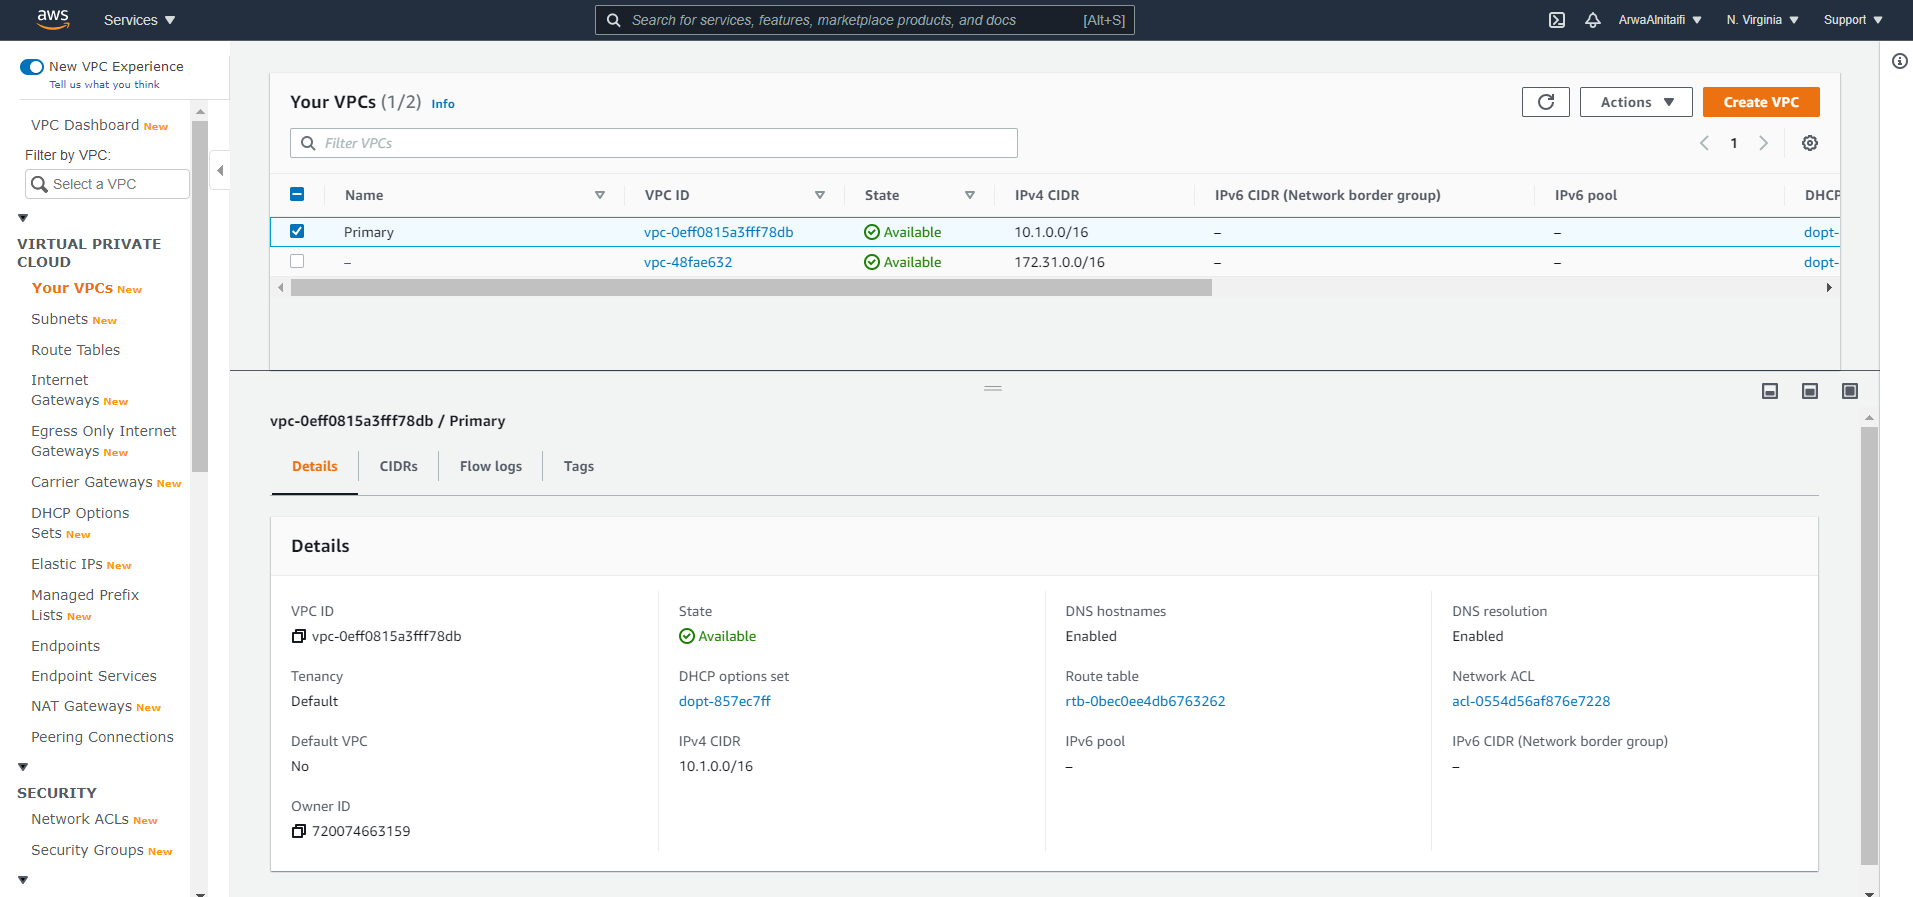 aws Services Search for services, features, marketplace products, and docs [Alt+S] ArwaAlnitaifi N. Virginia Support
New VPC Experience
Tell us what you think
VPC Dashboard New
Filter by VPC:
Select a VPC
VIRTUAL PRIVATE
CLOUD
Your VPCs New
Subnets New
Route Tables
Internet
Gateways New
Egress Only Internet
Gateways New
Carrier Gateways New
DHCP Options
Sets New
Elastic IPs New
Managed Prefix
Lists New
Endpoints
Endpoint Services
NAT Gateways New
Peering Connections
SECURITY
Network ACLs New
Security Groups New
Your VPCs (1/2) Info
Actions Create VPC
Filter VPCs
1
Name VPC ID State IPv4 CIDR IPv6 CIDR (Network border group) IPv6 pool DHCP
Primary vpc-0eff0815a3fff78db Available 10.1.0.0/16 – – dopt-
– vpc-48fae632 Available 172.31.0.0/16 – – dopt-
vpc-0eff0815a3fff78db / Primary
Details CIDRs Flow logs Tags
Details
VPC ID State DNS hostnames DNS resolution
vpc-0eff0815a3fff78db Available Enabled Enabled
Tenancy DHCP options set Route table Network ACL
Default dopt-857ec7ff rtb-0bec0ee4db6763262 acl-0554d56af876e7228
Default VPC IPv4 CIDR IPv6 pool IPv6 CIDR (Network border group)
No 10.1.0.0/16 – –
Owner ID
720074663159